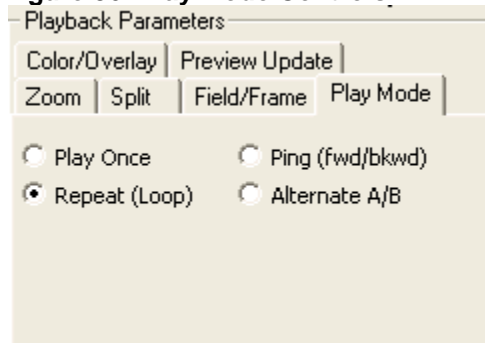 Playback Parameters
Color/Overlay Preview Update
Zoom Split Field/Frame Play Mode
Play Once Ping (fwd/bkwd)
Repeat (Loop) Alternate A/B